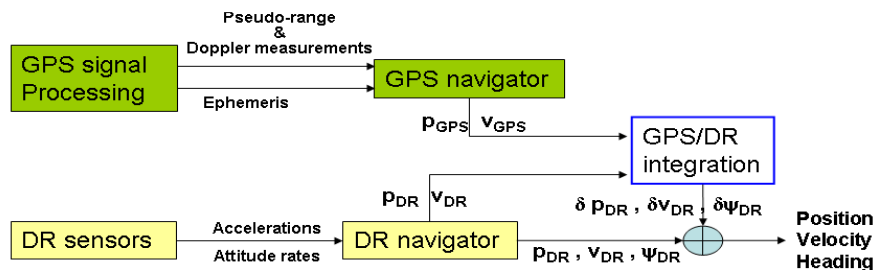 Pseudo-range
&
Doppler measurements
GPS signal
Processing
Ephemeris
GPS navigator
pGPS vGPS
GPS/DR
integration
pDR vDR
δ pDR , δvDR , δψDR
DR sensors
Accelerations
Attitude rates
DR navigator
pDR , vDR , ψDR
Position
Velocity
Heading